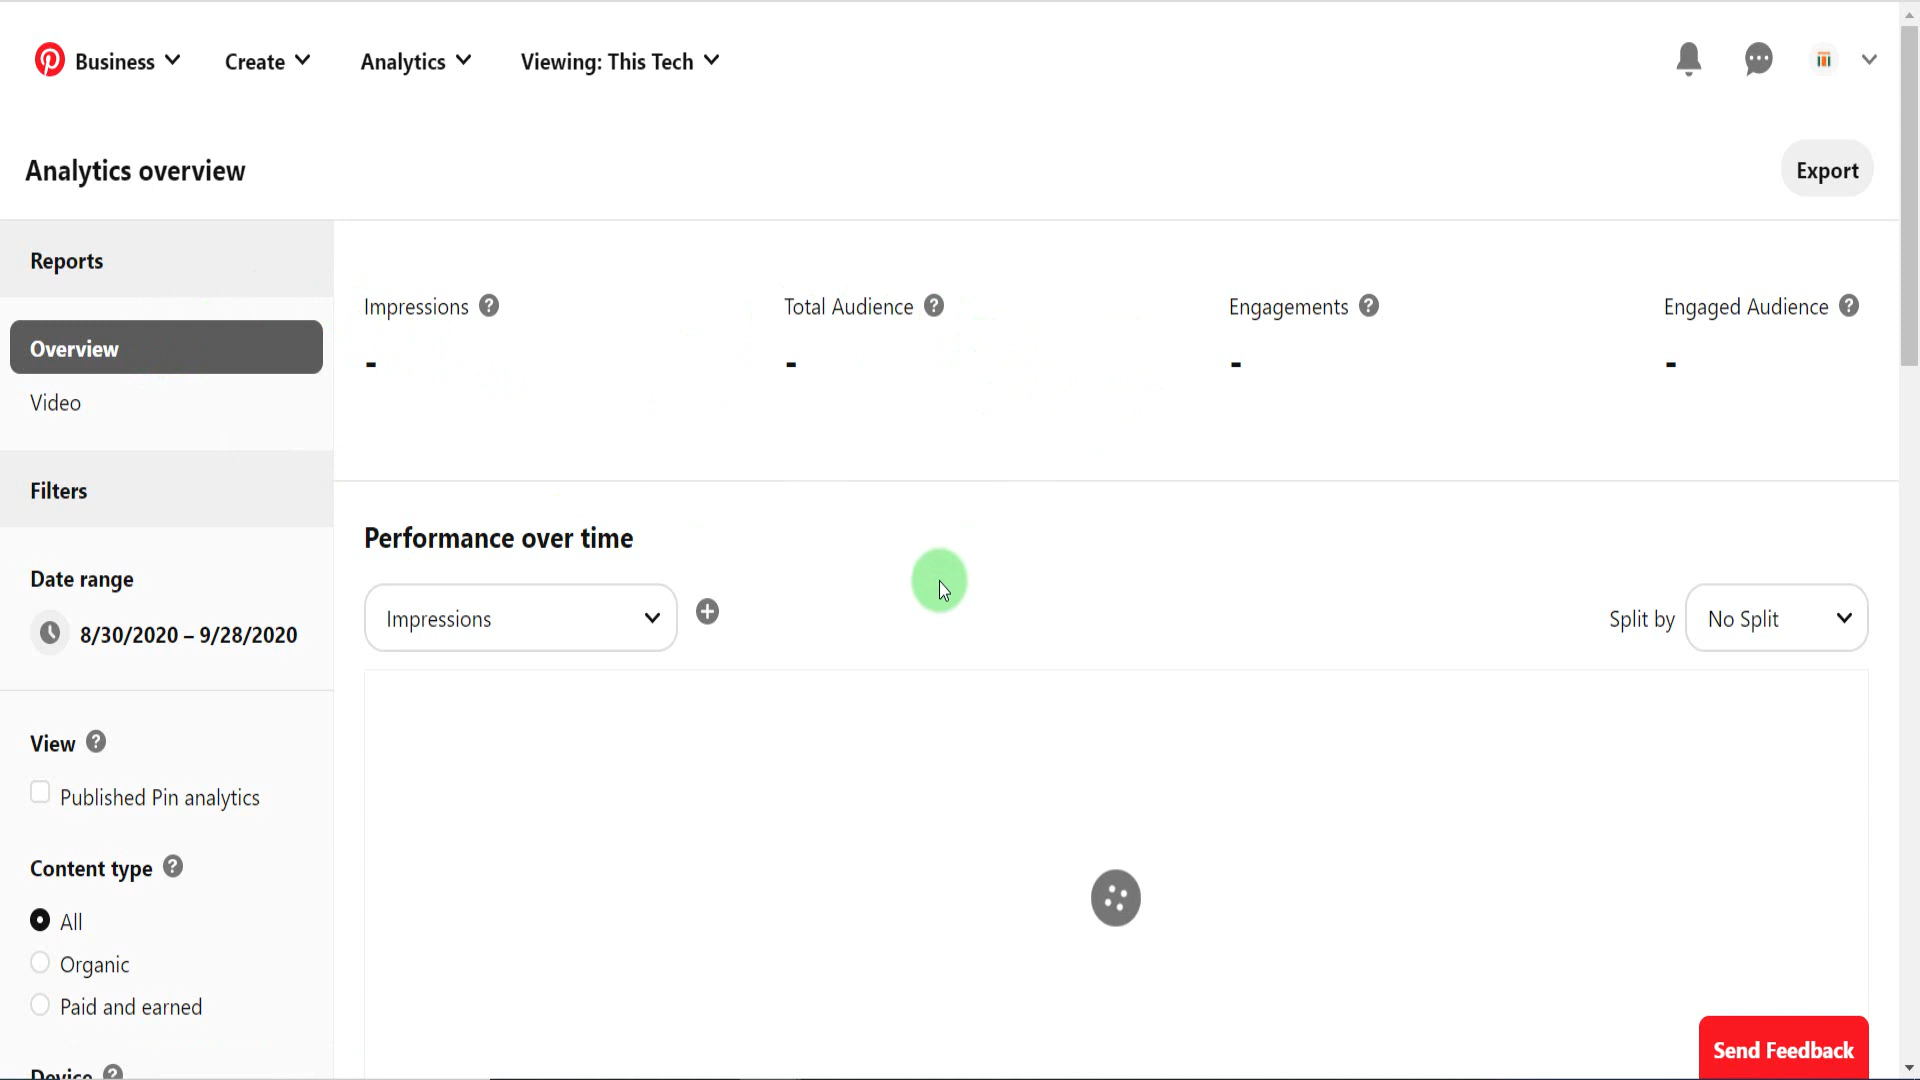 Business
Create
Analytics
Viewing: This Tech
Analytics overview
Export
Reports
Overview
Video
Filters
Date range
8/30/2020 – 9/28/2020
View
Published Pin analytics
Content type
All
Organic
Paid and earned
Device
Impressions
-
Total Audience
-
Engagements
-
Engaged Audience
-
Performance over time
Impressions
Split by
No Split
Send Feedback